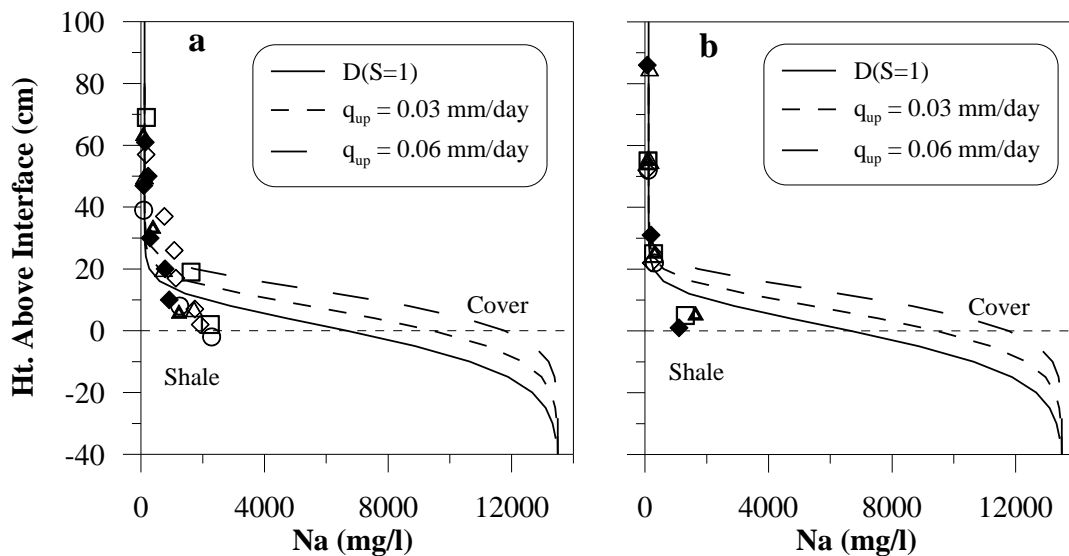 Ht. Above Interface (cm)
100
80
60
40
20
0
-20
-40
a
D(S=1)
q_up = 0.03 mm/day
q_up = 0.06 mm/day
Cover
Shale
0 4000 8000 12000
Na (mg/l)
b
D(S=1)
q_up = 0.03 mm/day
q_up = 0.06 mm/day
Cover
Shale
0 4000 8000 12000
Na (mg/l)